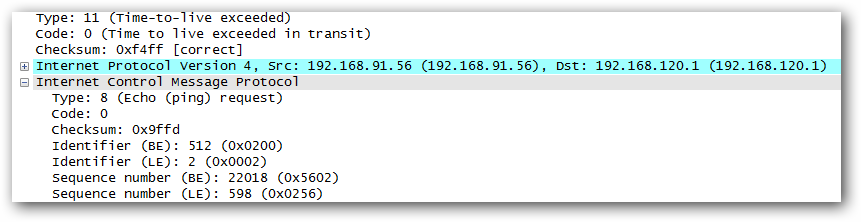 Type: 11 (Time-to-live exceeded)
Code: 0 (Time to live exceeded in transit)
Checksum: 0xf4ff [correct]
Internet Protocol Version 4, Src: 192.168.91.56 (192.168.91.56), Dst: 192.168.120.1 (192.168.120.1)
Internet Control Message Protocol
Type: 8 (Echo (ping) request)
Code: 0
Checksum: 0x9ffd
Identifier (BE): 512 (0x0200)
Identifier (LE): 2 (0x0002)
Sequence number (BE): 22018 (0x5602)
Sequence number (LE): 598 (0x0256)